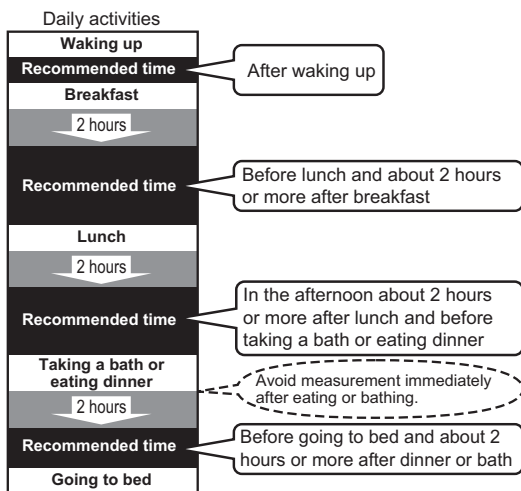 Daily activities
Waking up
Recommended time
After waking up
Breakfast
2 hours
Recommended time
Before lunch and about 2 hours
or more after breakfast
Lunch
2 hours
Recommended time
In the afternoon about 2 hours
or more after lunch and before
taking a bath or eating dinner
Taking a bath or
eating dinner
Avoid measurement immediately
after eating or bathing.
2 hours
Recommended time
Before going to bed and about 2
hours or more after dinner or bath
Going to bed